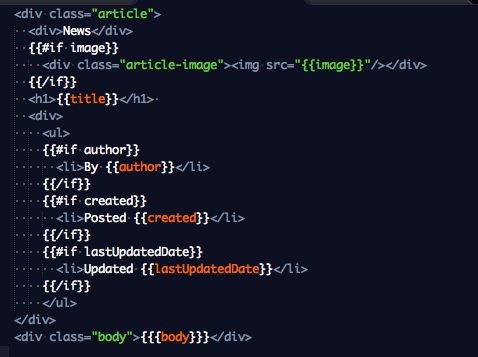 <div class="article">
  <div>News</div>
  {{#if image}}
    <div class="article-image"><img src="{{image}}"/></div>
  {{/if}}
  <h1>{{title}}</h1>
  <div>
    <ul>
    {{#if author}}
      <li>By {{author}}</li>
    {{/if}}
    {{#if created}}
      <li>Posted {{created}}</li>
    {{/if}}
    {{#if lastUpdatedDate}}
      <li>Updated {{lastUpdatedDate}}</li>
    {{/if}}
    </ul>
</div>
<div class="body">{{{body}}}</div>